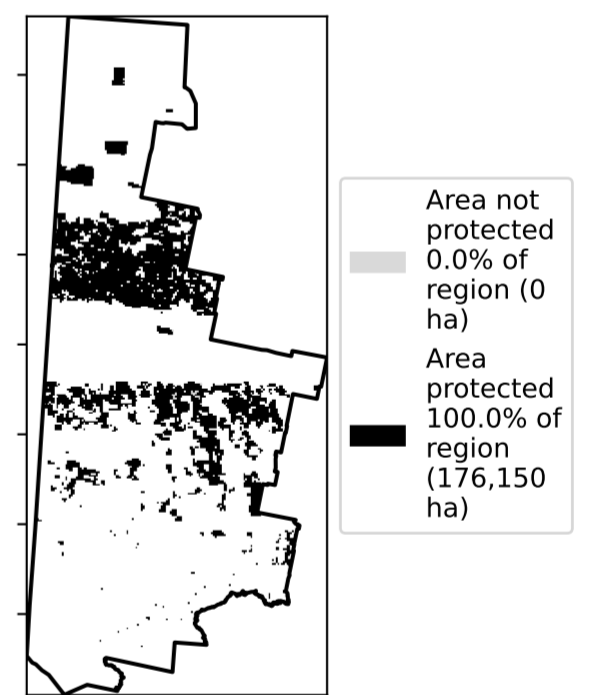 Area not
protected
0.0% of
region (0
ha)
Area
protected
100.0% of
region
(176,150
ha)